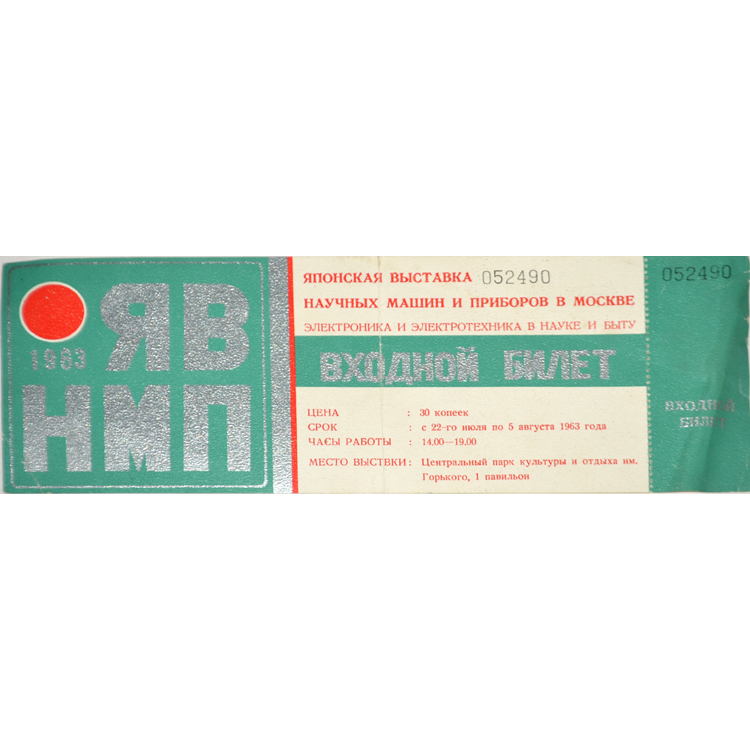 ЯВ
1963
НМП
ЯПОНСКАЯ ВЫСТАВКА 052490
НАУЧНЫХ МАШИН И ПРИБОРОВ В МОСКВЕ
ЭЛЕКТРОНИКА И ЭЛЕКТРОТЕХНИКА В НАУКЕ И БЫТУ
ВХОДНОЙ БИЛЕТ
ЦЕНА : 30 копеек
СРОК : с 22-го июля по 5 августа 1963 года
ЧАСЫ РАБОТЫ : 14.00—19.00
МЕСТО ВЫСТВКИ: Центральный парк культуры и отдыха им.
Горького, 1 павильон
052490
ВХОДНОЙ
БИЛЕТ